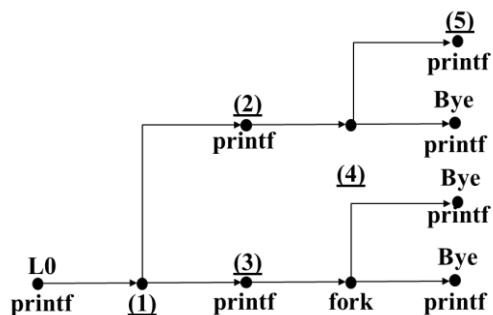 (5)
printf
(2)
Bye
printf
printf
(4)
Bye
printf
L0
(3)
Bye
printf
(1)
printf
fork
printf